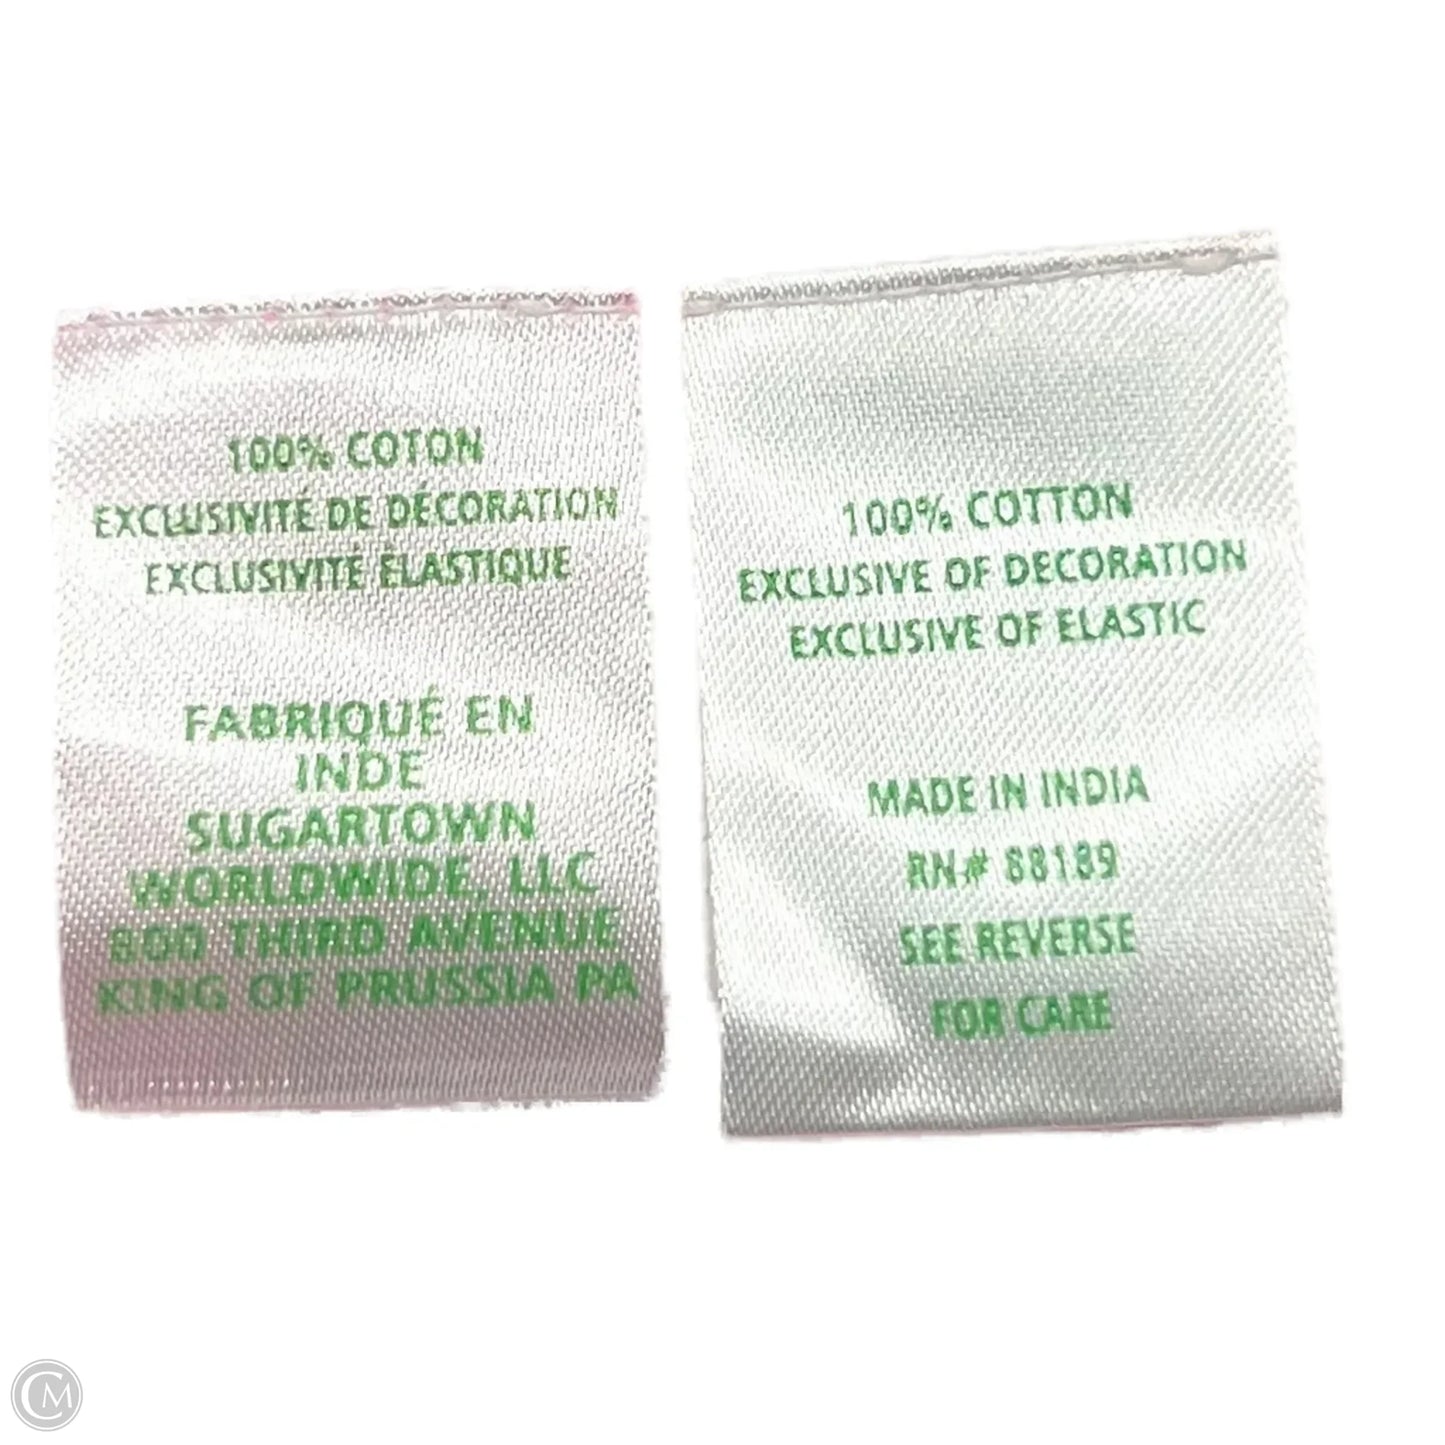 100% COTON
EXCLUSIVITÉ DE DÉCORATION
EXCLUSIVITÉ ÉLASTIQUE
FABRIQUÉ EN
INDE
SUGARTOWN
WORLDWIDE, LLC
800 THIRD AVENUE
KING OF PRUSSIA PA
100% COTTON
EXCLUSIVE OF DECORATION
EXCLUSIVE OF ELASTIC
MADE IN INDIA
RN# 88189
SEE REVERSE
FOR CARE
CM